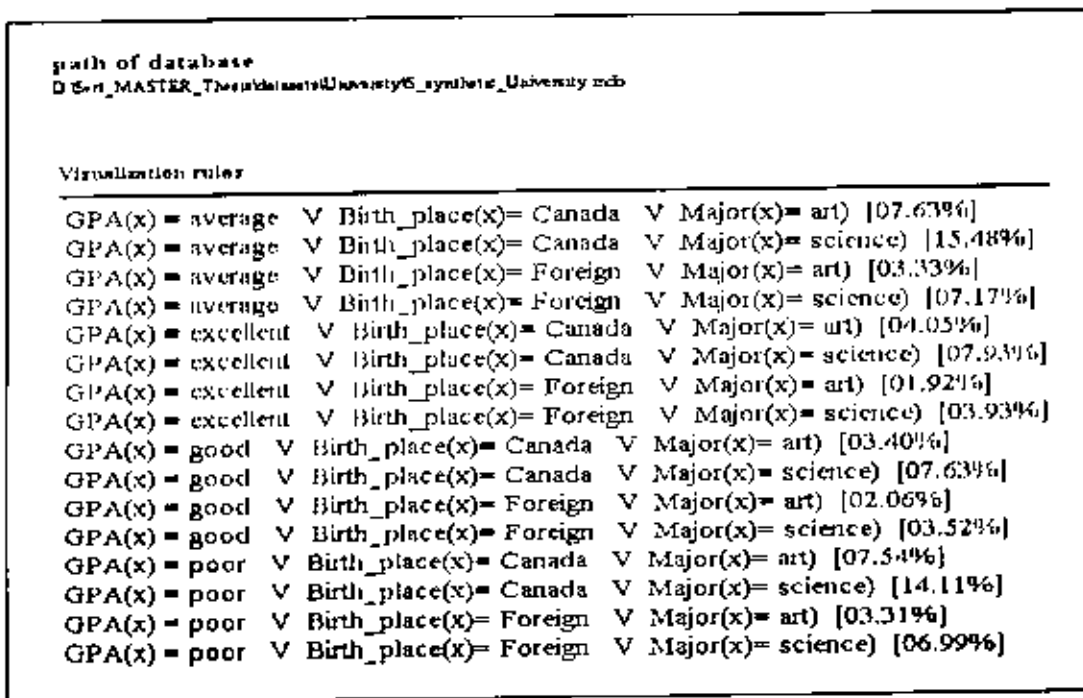 path of database
D:\Sert_MASTER_Thesis\datasets\University\S_synthetic_University mdb
Visualization rules
GPA(x) = average V Birth_place(x)= Canada V Major(x)= art) [07.63%]
GPA(x) = average V Birth_place(x)= Canada V Major(x)= science) [15.48%]
GPA(x) = average V Birth_place(x)= Foreign V Major(x)= art) [03.33%]
GPA(x) = average V Birth_place(x)= Foreign V Major(x)= science) [07.17%]
GPA(x) = excellent V Birth_place(x)= Canada V Major(x)= art) [04.05%]
GPA(x) = excellent V Birth_place(x)= Canada V Major(x)= science) [07.93%]
GPA(x) = excellent V Birth_place(x)= Foreign V Major(x)= art) [01.92%]
GPA(x) = excellent V Birth_place(x)= Foreign V Major(x)= science) [03.93%]
GPA(x) = good V Birth_place(x)= Canada V Major(x)= art) [03.40%]
GPA(x) = good V Birth_place(x)= Canada V Major(x)= science) [07.63%]
GPA(x) = good V Birth_place(x)= Foreign V Major(x)= art) [02.06%]
GPA(x) = good V Birth_place(x)= Foreign V Major(x)= science) [03.52%]
GPA(x) = poor V Birth_place(x)= Canada V Major(x)= art) [07.54%]
GPA(x) = poor V Birth_place(x)= Canada V Major(x)= science) [14.11%]
GPA(x) = poor V Birth_place(x)= Foreign V Major(x)= art) [03.31%]
GPA(x) = poor V Birth_place(x)= Foreign V Major(x)= science) [06.99%]